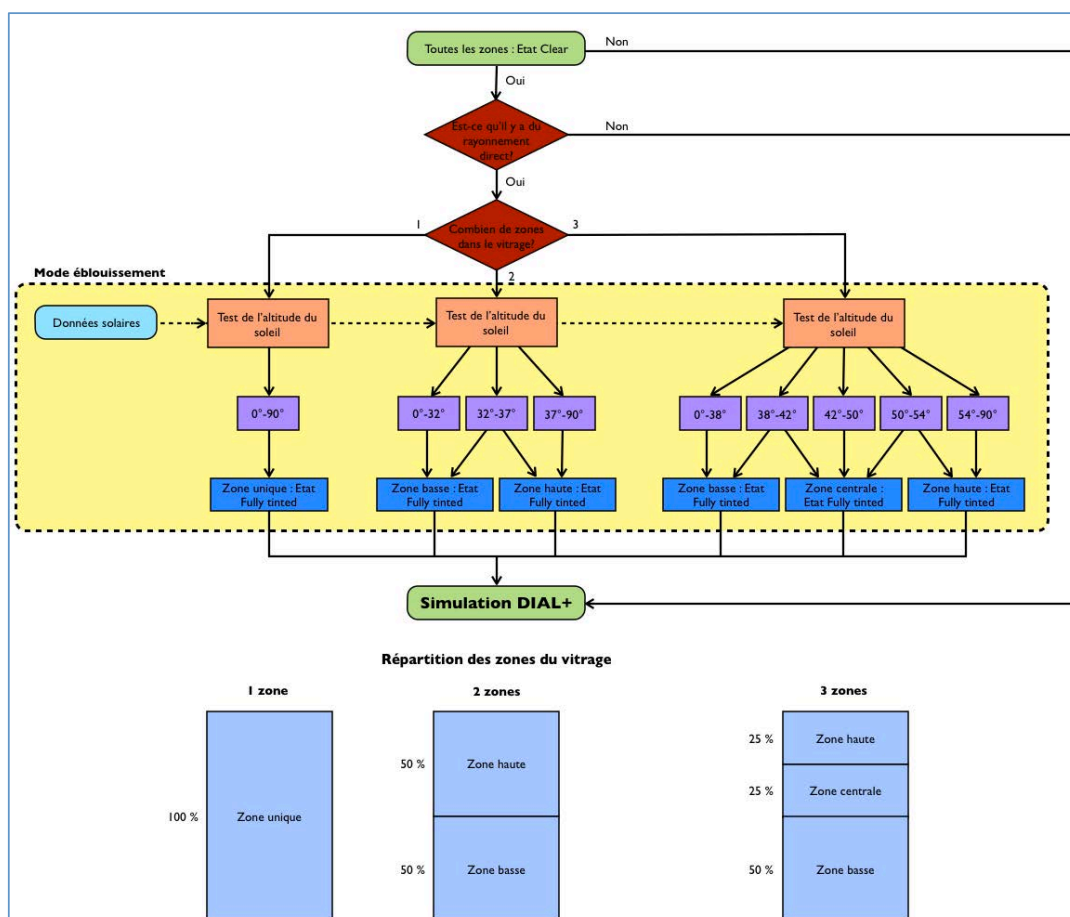 Toutes les zones : Etat Clear
Non
Oui
Est-ce qu'il y a du
rayonnement
direct?
Non
Oui
1
Combien de zones
dans le vitrage?
3
2
Mode éblouissement
Données solaires
Test de l'altitude du
soleil
Test de l'altitude du
soleil
Test de l'altitude du
soleil
0°-90°
0°-32°
32°-37°
37°-90°
0°-38°
38°-42°
42°-50°
50°-54°
54°-90°
Zone unique : Etat
Fully tinted
Zone basse : Etat
Fully tinted
Zone haute : Etat
Fully tinted
Zone basse : Etat
Fully tinted
Zone centrale :
Etat Fully tinted
Zone haute : Etat
Fully tinted
Simulation DIAL+
Répartition des zones du vitrage
1 zone
2 zones
3 zones
100 %
Zone unique
50 %
Zone haute
50 %
Zone basse
25 %
Zone haute
25 %
Zone centrale
50 %
Zone basse